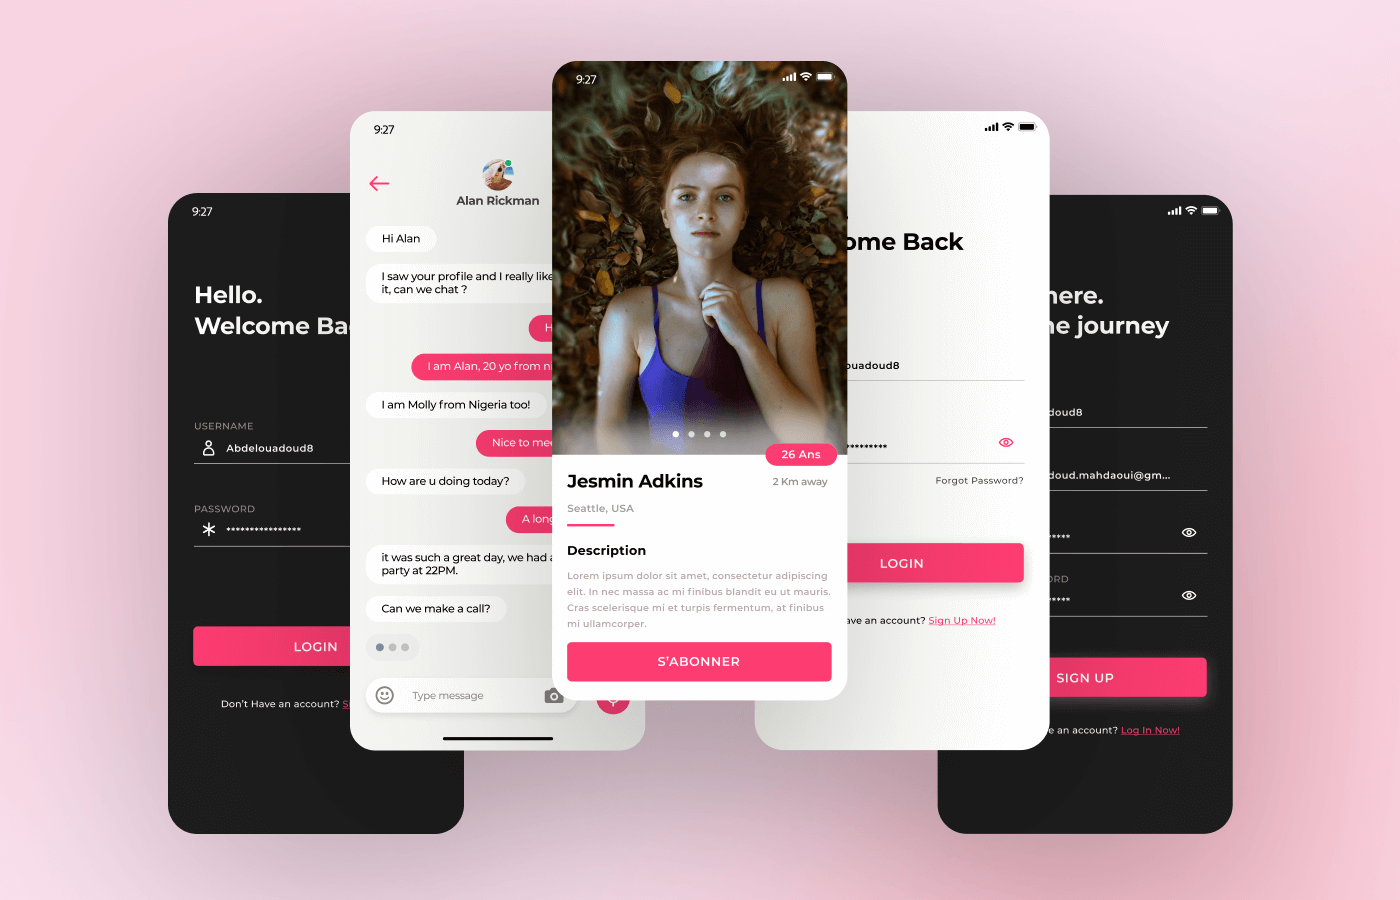 9:27
Hello.
Welcome Ba
USERNAME
Abdelouadoud8
PASSWORD
****************
LOGIN
Don't Have an account?
9:27
Alan Rickman
Hi Alan
I saw your profile and I really like
it, can we chat ?
H
I am Alan, 20 yo from ni
I am Molly from Nigeria too!
Nice to mee
How are u doing today?
A long
it was such a great day, we had a
party at 22PM.
Can we make a call?
Type message
9:27
26 Ans
Jesmin Adkins
2 Km away
Seattle, USA
Description
Lorem ipsum dolor sit amet, consectetur adipiscing
elit. In nec massa ac mi finibus blandit eu ut mauris.
Cras scelerisque mi et turpis fermentum, at finibus
mi ullamcorper.
S'ABONNER
ome Back
ouadoud8
*********
Forgot Password?
LOGIN
ave an account? Sign Up Now!
here.
ne journey
doud8
doud.mahdaoui@gm...
*****
ORD
*****
SIGN UP
e an account? Log In Now!